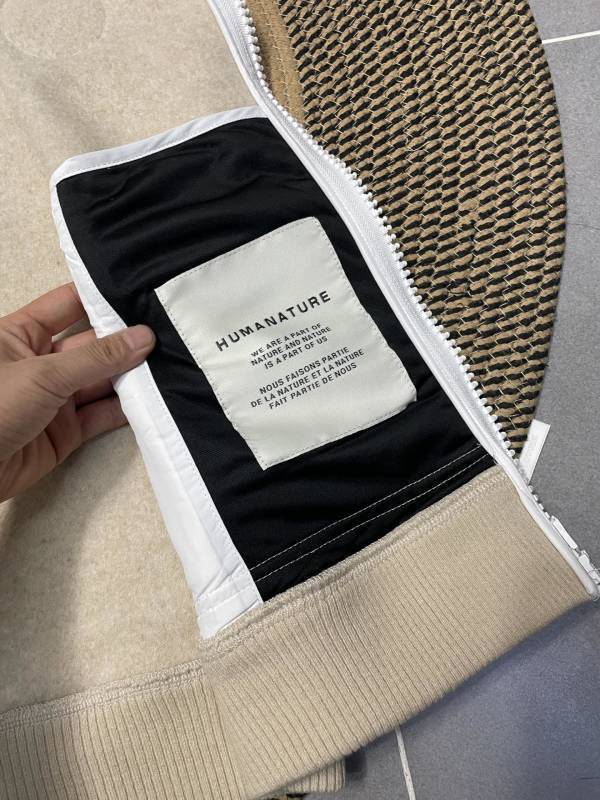 HUMANATURE
WE ARE A PART OF
NATURE AND NATURE
IS A PART OF US
NOUS FAISONS PARTIE
DE LA NATURE ET LA NATURE
FAIT PARTIE DE NOUS